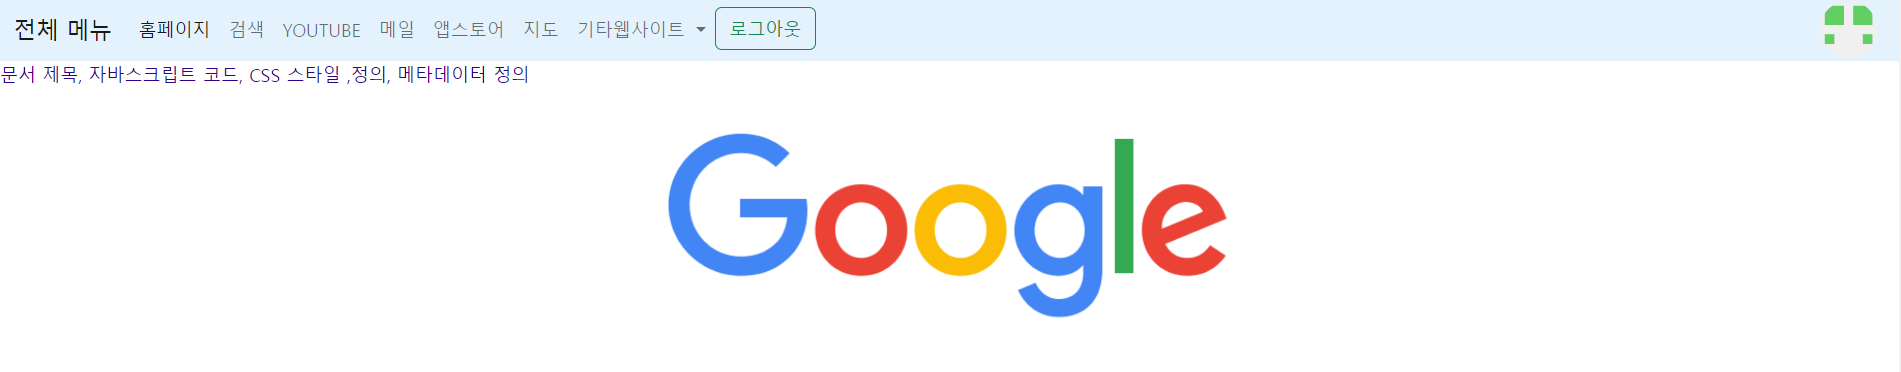 전체 메뉴 홈페이지 검색 YOUTUBE 메일 앱스토어 지도 기타웹사이트 로그아웃
문서 제목, 자바스크립트 코드, CSS 스타일 ,정의, 메타데이터 정의
Google